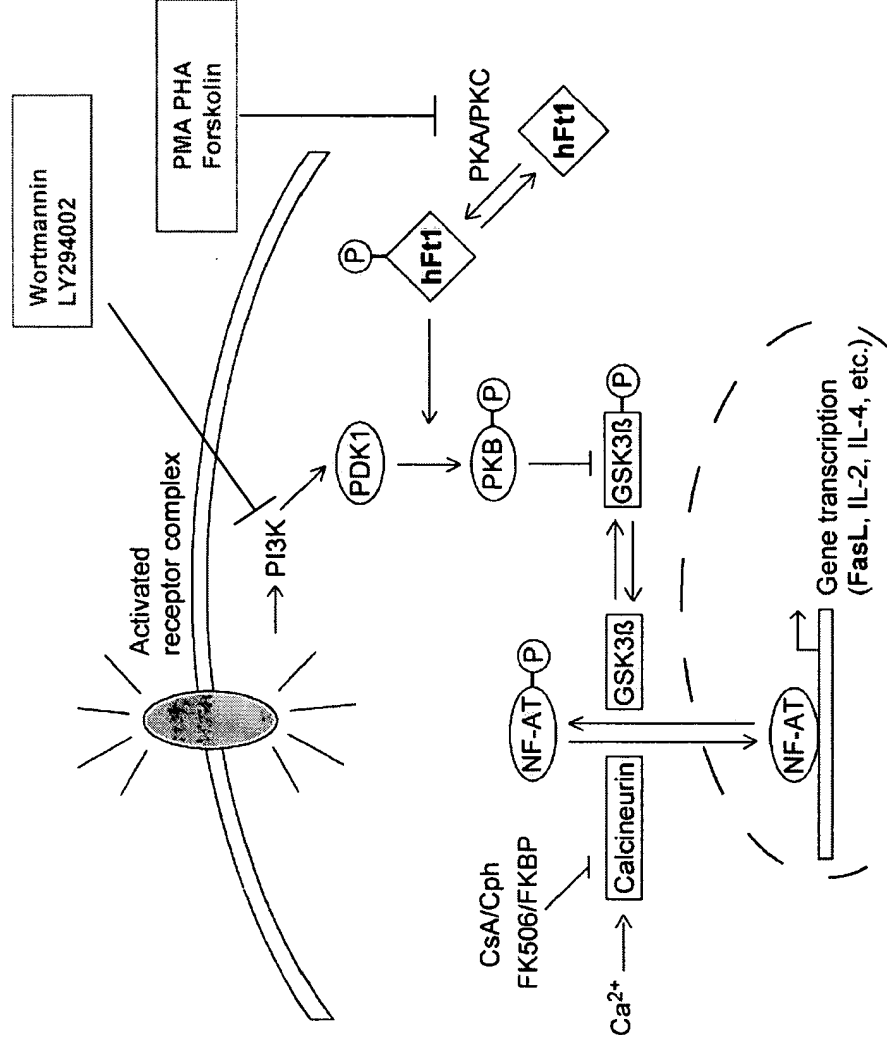 Wortmannin
LY294002
PMA PHA
Forskolin
Activated
receptor complex
PI3K
PDK1
P
hFt1
PKA/PKC
hFt1
PKB
P
GSK3ß
P
GSK3ß
NF-AT
P
CsA/Cph
FK506/FKBP
Calcineurin
Ca²⁺
NF-AT
Gene transcription
(FasL, IL-2, IL-4, etc.)